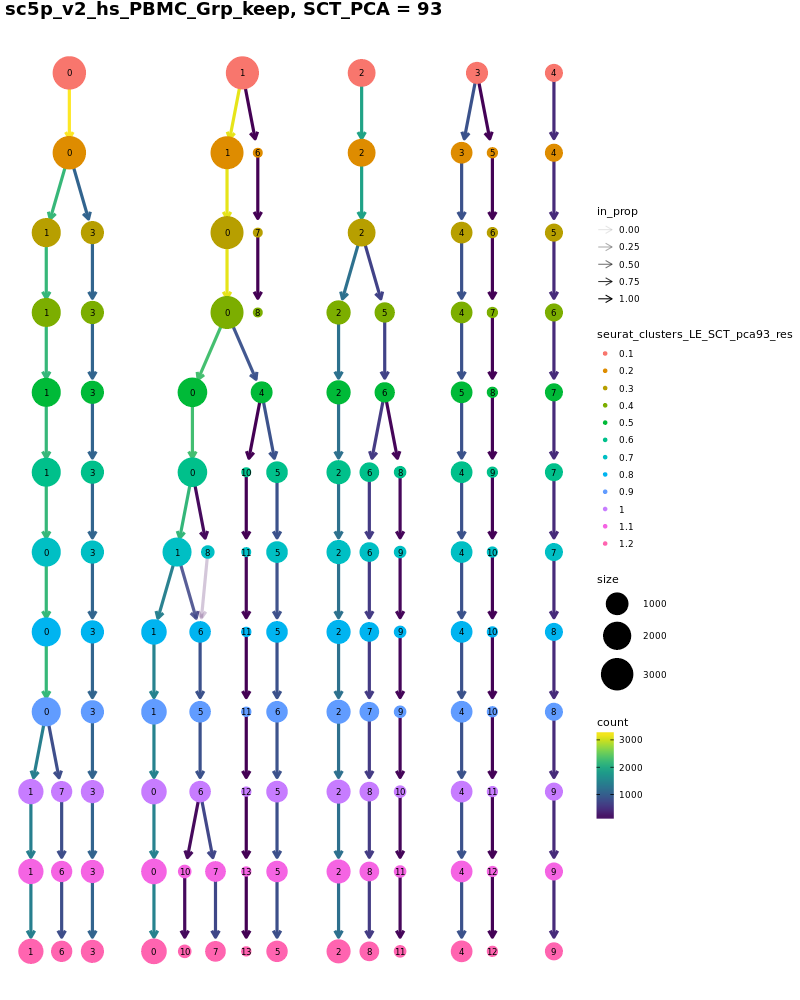 sc5p_v2_hs_PBMC_Grp_keep, SCT_PCA = 93
0 1 2 3 4
0 1 6 2 3 5 4
1 3 0 7 2 4 6 5
1 3 0 8 2 5 4 7 6
1 3 0 4 2 6 5 8 7
1 3 0 10 5 2 6 8 4 9 7
0 3 1 8 11 5 2 6 9 4 10 7
0 3 1 6 11 5 2 7 9 4 10 8
0 3 1 5 11 6 2 7 9 4 10 8
1 7 3 0 6 12 5 2 8 10 4 11 9
1 6 3 0 10 7 13 5 2 8 11 4 12 9
1 6 3 0 10 7 13 5 2 8 11 4 12 9
in_prop
0.00
0.25
0.50
0.75
1.00
seurat_clusters_LE_SCT_pca93_res
0.1
0.2
0.3
0.4
0.5
0.6
0.7
0.8
0.9
1
1.1
1.2
size
1000
2000
3000
count
3000
2000
1000